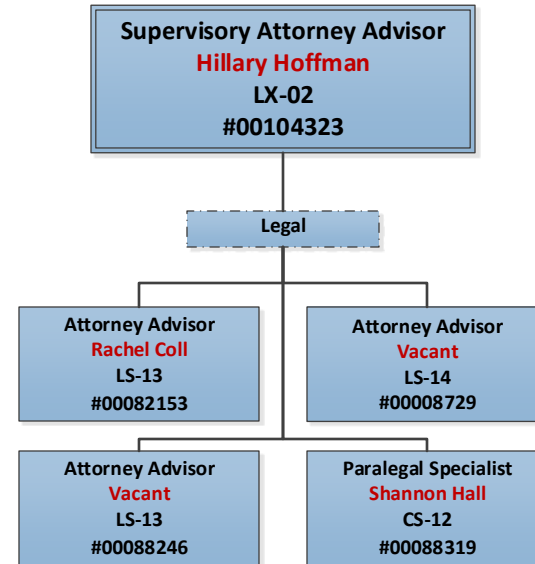 Supervisory Attorney Advisor
Hillary Hoffman
LX-02
#00104323
Legal
Attorney Advisor
Rachel Coll
LS-13
#00082153
Attorney Advisor
Vacant
LS-14
#00008729
Attorney Advisor
Vacant
LS-13
#00088246
Paralegal Specialist
Shannon Hall
CS-12
#00088319